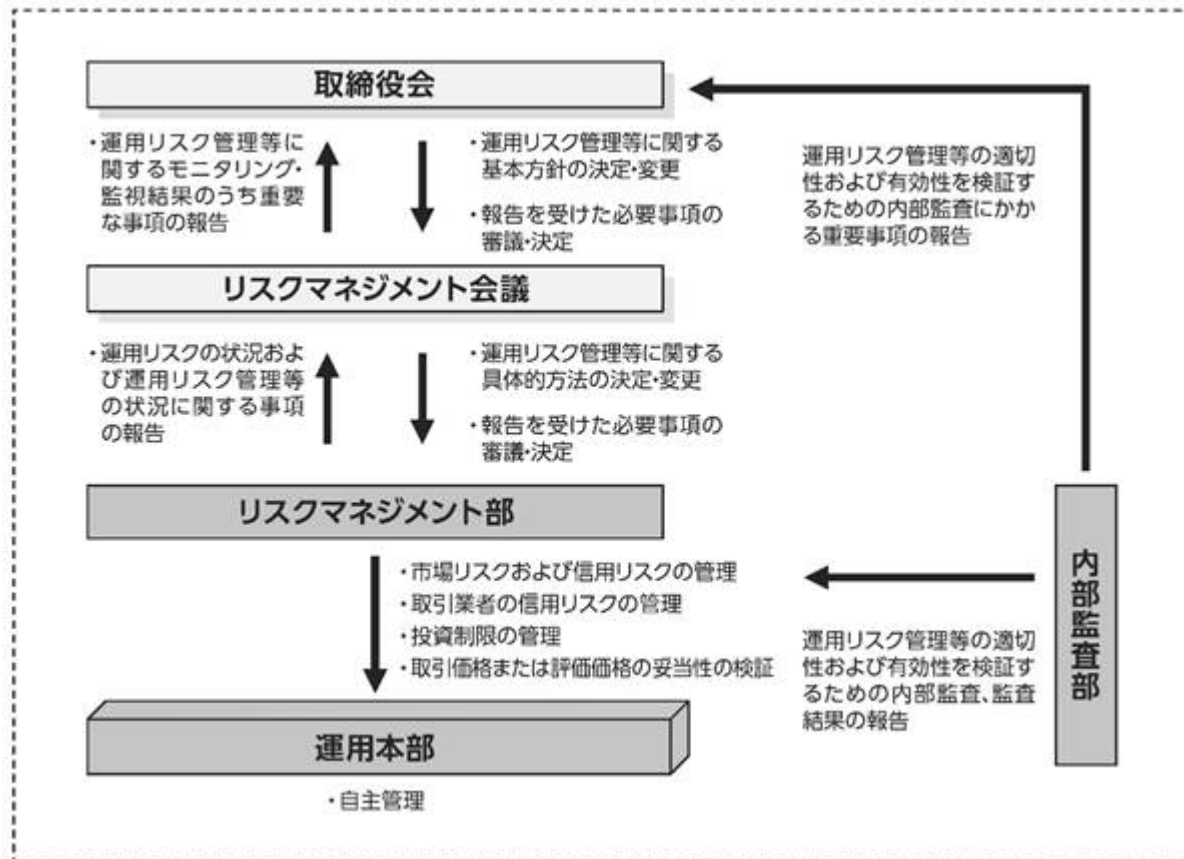 取締役会
・運用リスク管理等に
関するモニタリング・
監視結果のうち重要
な事項の報告
・運用リスク管理等に関する
基本方針の決定・変更
・報告を受けた必要事項の
審議・決定
運用リスク管理等の適切
性および有効性を検証す
るための内部監査にかか
る重要事項の報告
リスクマネジメント会議
・運用リスクの状況およ
び運用リスク管理等
の状況に関する事項
の報告
・運用リスク管理等に関する
具体的方法の決定・変更
・報告を受けた必要事項の
審議・決定
リスクマネジメント部
・市場リスクおよび信用リスクの管理
・取引業者の信用リスクの管理
・投資制限の管理
・取引価格または評価価格の妥当性の検証
内部監査部
運用リスク管理等の適切
性および有効性を検証す
るための内部監査、監査
結果の報告
運用本部
・自主管理